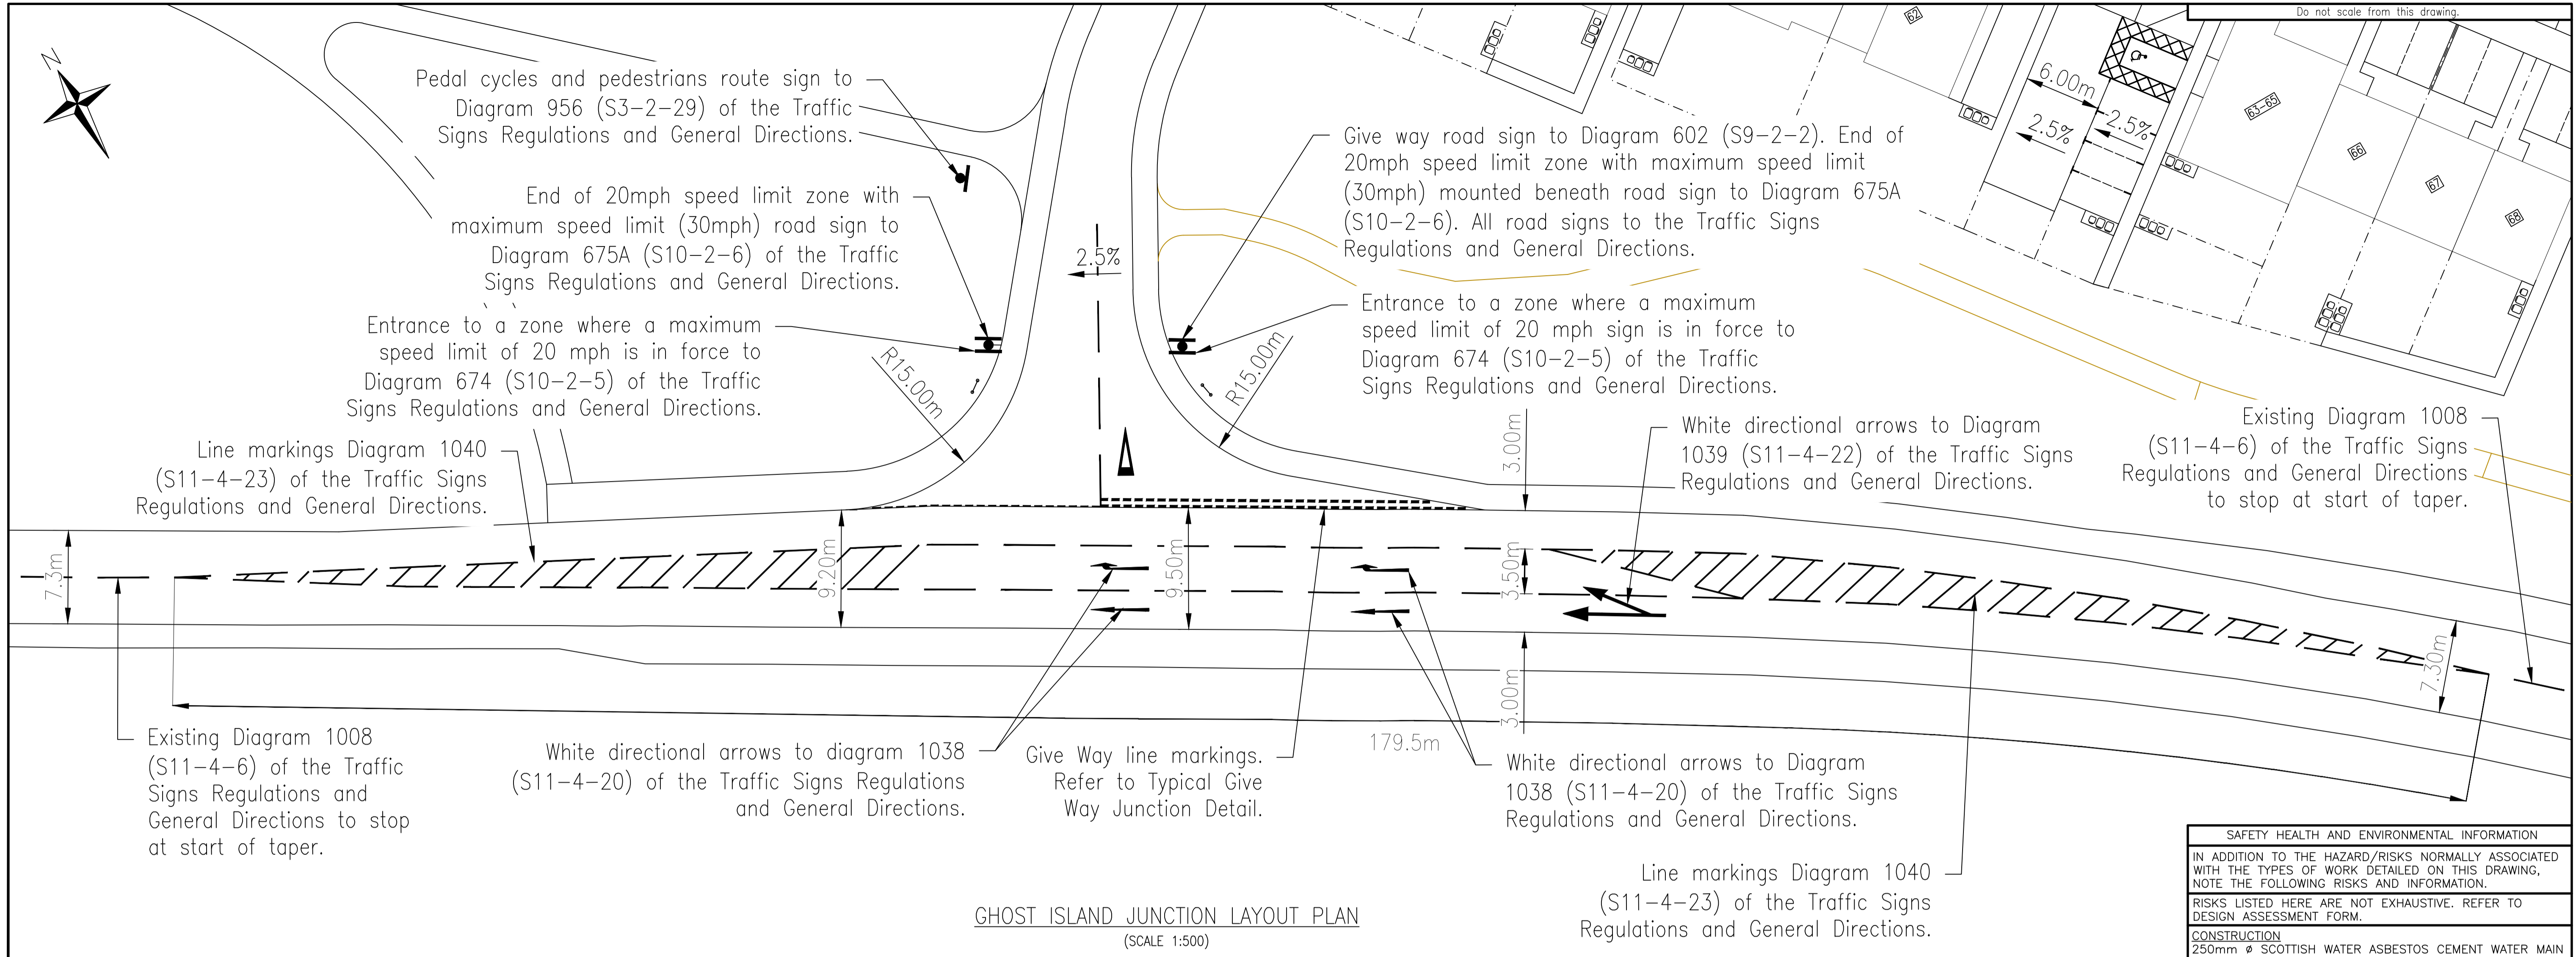 Do not scale from this drawing.
N
Pedal cycles and pedestrians route sign to
Diagram 956 (S3-2-29) of the Traffic
Signs Regulations and General Directions.
End of 20mph speed limit zone with
maximum speed limit (30mph) road sign to
Diagram 675A (S10-2-6) of the Traffic
Signs Regulations and General Directions.
Entrance to a zone where a maximum
speed limit of 20 mph is in force to
Diagram 674 (S10-2-5) of the Traffic
Signs Regulations and General Directions.
Line markings Diagram 1040
(S11-4-23) of the Traffic Signs
Regulations and General Directions.
2.5%
R15.00m
R15.00m
Give way road sign to Diagram 602 (S9-2-2). End of
20mph speed limit zone with maximum speed limit
(30mph) mounted beneath road sign to Diagram 675A
(S10-2-6). All road signs to the Traffic Signs
Regulations and General Directions.
Entrance to a zone where a maximum
speed limit of 20 mph sign is in force to
Diagram 674 (S10-2-5) of the Traffic
Signs Regulations and General Directions.
White directional arrows to Diagram
1039 (S11-4-22) of the Traffic Signs
Regulations and General Directions.
Existing Diagram 1008
(S11-4-6) of the Traffic Signs
Regulations and General Directions
to stop at start of taper.
62
6.00m
2.5%
2.5%
63-65
66
67
68
7.3m
9.20m
9.50m
3.00m
3.50m
3.00m
7.30m
179.5m
Existing Diagram 1008
(S11-4-6) of the Traffic
Signs Regulations and
General Directions to stop
at start of taper.
White directional arrows to diagram 1038
(S11-4-20) of the Traffic Signs Regulations
and General Directions.
Give Way line markings.
Refer to Typical Give
Way Junction Detail.
White directional arrows to Diagram
1038 (S11-4-20) of the Traffic Signs
Regulations and General Directions.
Line markings Diagram 1040
(S11-4-23) of the Traffic Signs
Regulations and General Directions.
GHOST ISLAND JUNCTION LAYOUT PLAN
(SCALE 1:500)
SAFETY HEALTH AND ENVIRONMENTAL INFORMATION
IN ADDITION TO THE HAZARD/RISKS NORMALLY ASSOCIATED
WITH THE TYPES OF WORK DETAILED ON THIS DRAWING,
NOTE THE FOLLOWING RISKS AND INFORMATION.
RISKS LISTED HERE ARE NOT EXHAUSTIVE. REFER TO
DESIGN ASSESSMENT FORM.
CONSTRUCTION
250mm ø SCOTTISH WATER ASBESTOS CEMENT WATER MAIN